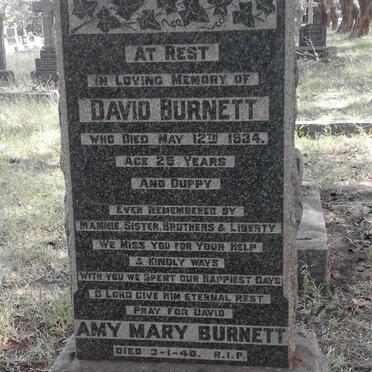 AT REST
IN LOVING MEMORY OF
DAVID BURNETT
WHO DIED MAY 12TH 1934.
AGE 25 YEARS
AND DUPPY
EVER REMEMBERED BY
MAMMIE, SISTER, BROTHERS & LIBERTY
WE MISS YOU FOR YOUR HELP
& KINDLY WAYS
WITH YOU WE SPENT OUR HAPPIEST DAYS
O LORD GIVE HIM ETERNAL REST
PRAY FOR DAVID
AMY MARY BURNETT
DIED 3-1-40. R.I.P.